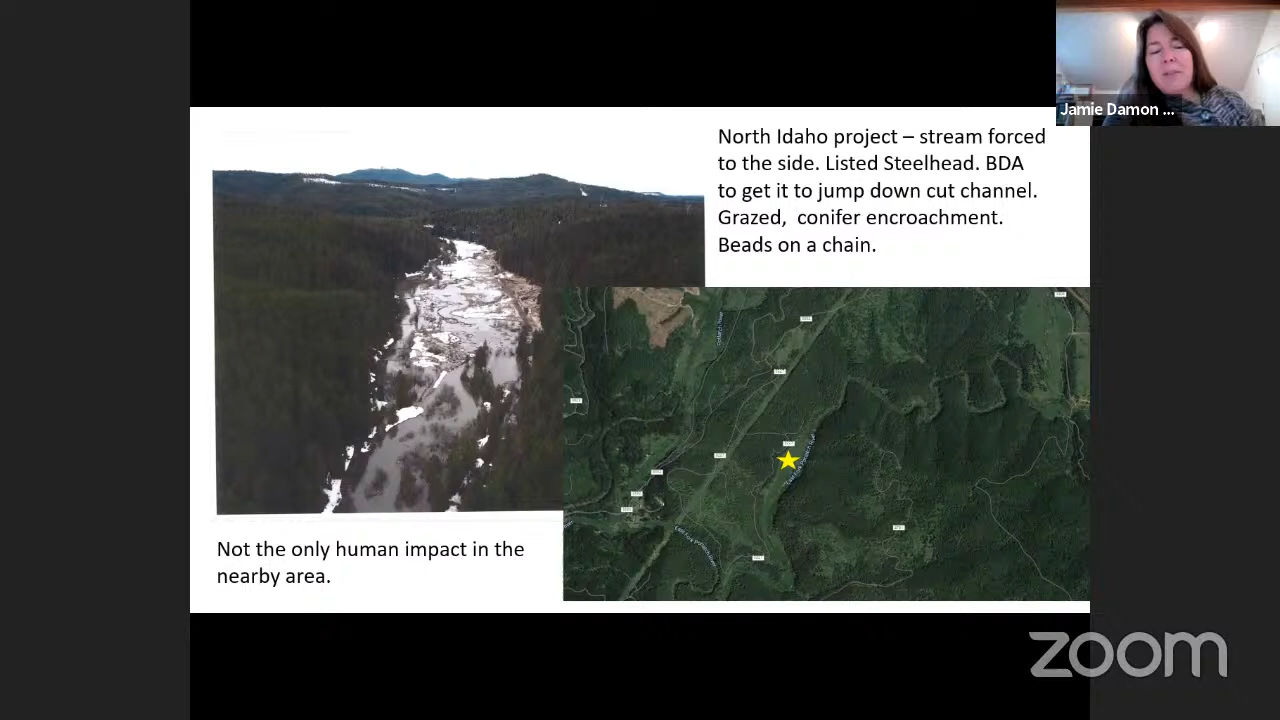 Jamie Damon ...
North Idaho project – stream forced
to the side. Listed Steelhead. BDA
to get it to jump down cut channel.
Grazed,  conifer encroachment.
Beads on a chain.
Not the only human impact in the
nearby area.
zoom